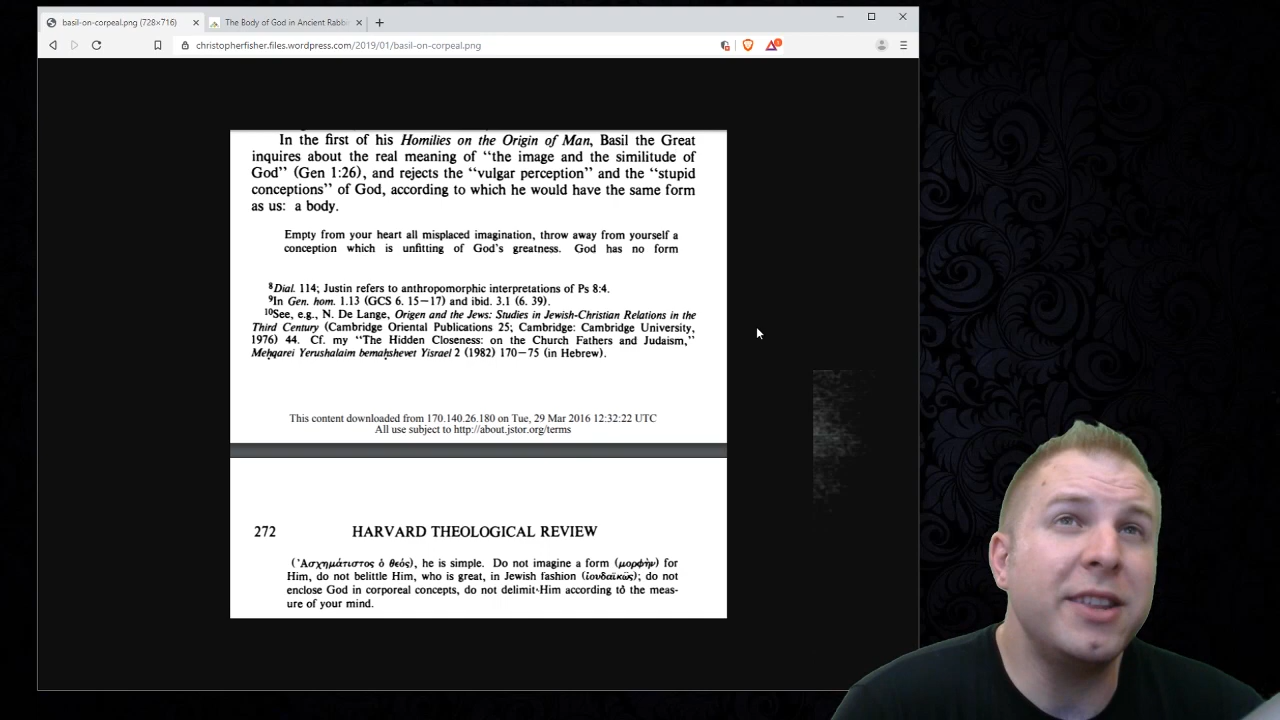 basil-on-corpeal.png (728×716)
The Body of God in Ancient Rabbi
christopherfisher.files.wordpress.com/2019/01/basil-on-corpeal.png
In the first of his Homilies on the Origin of Man, Basil the Great
inquires about the real meaning of “the image and the similitude of
God” (Gen 1:26), and rejects the “vulgar perception” and the “stupid
conceptions” of God, according to which he would have the same form
as us: a body.
Empty from your heart all misplaced imagination, throw away from yourself a
conception which is unfitting of God's greatness. God has no form
8Dial. 114; Justin refers to anthropomorphic interpretations of Ps 8:4.
9In Gen. hom. 1.13 (GCS 6. 15–17) and ibid. 3.1 (6. 39).
10See, e.g., N. De Lange, Origen and the Jews: Studies in Jewish-Christian Relations in the
Third Century (Cambridge Oriental Publications 25; Cambridge: Cambridge University,
1976) 44. Cf. my “The Hidden Closeness: on the Church Fathers and Judaism,”
Meḥqarei Yerushalaim bemaḥshevet Yisrael 2 (1982) 170–75 (in Hebrew).
This content downloaded from 170.140.26.180 on Tue, 29 Mar 2016 12:32:22 UTC
All use subject to http://about.jstor.org/terms
272 HARVARD THEOLOGICAL REVIEW
(Ἀσχημάτιστος ὁ θεός), he is simple. Do not imagine a form (μορφὴν) for
Him, do not belittle Him, who is great, in Jewish fashion (ἰουδαϊκῶς); do not
enclose God in corporeal concepts, do not delimit Him according to the meas-
ure of your mind.